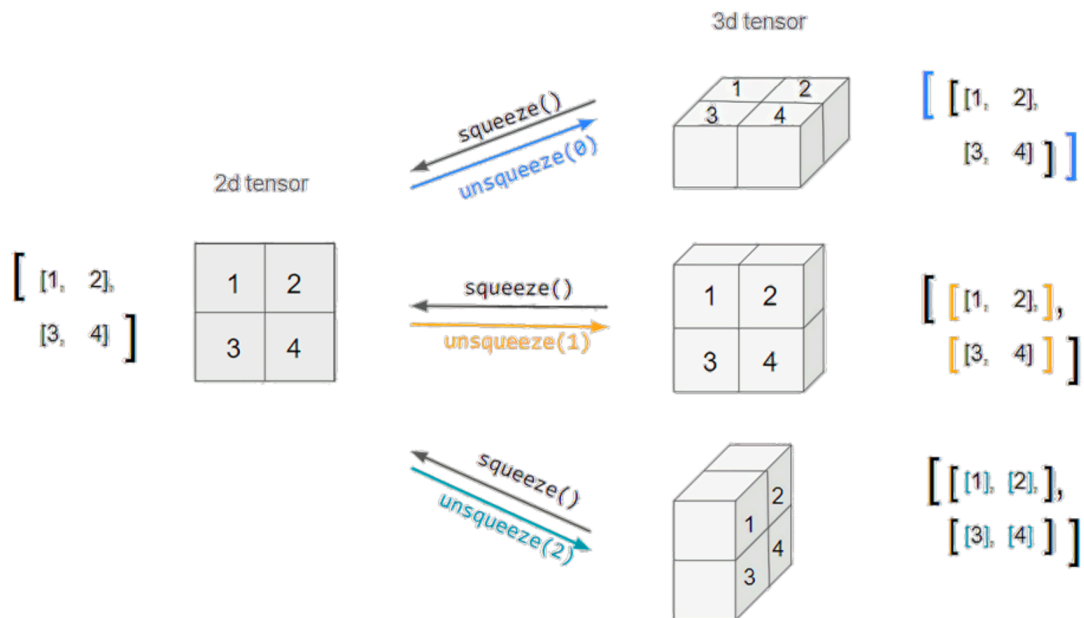 3d tensor
squeeze()
unsqueeze(0)
1 2
3 4
[ [[1, 2],
[3, 4] ] ]
2d tensor
[ [1, 2],
[3, 4] ]
1 2
3 4
squeeze()
unsqueeze(1)
1 2
3 4
[ [[1, 2],],
[[3, 4] ] ]
squeeze()
unsqueeze(2)
2
1
4
3
[ [[1], [2],],
[[3], [4] ] ]